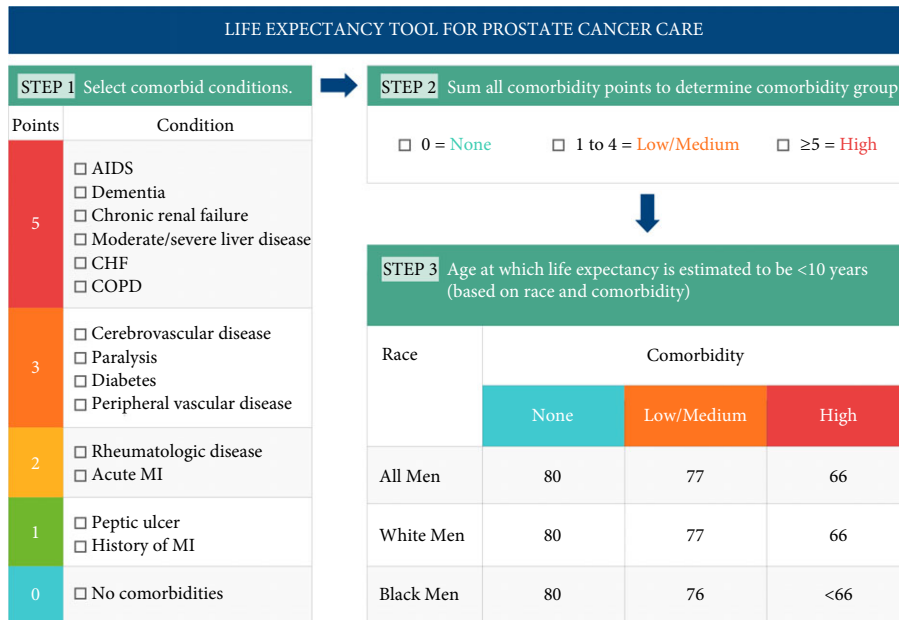 LIFE EXPECTANCY TOOL FOR PROSTATE CANCER CARE
STEP 1 Select comorbid conditions.
Points Condition
5
AIDS
Dementia
Chronic renal failure
Moderate/severe liver disease
CHF
COPD
3
Cerebrovascular disease
Paralysis
Diabetes
Peripheral vascular disease
2
Rheumatologic disease
Acute MI
1
Peptic ulcer
History of MI
0
No comorbidities
STEP 2 Sum all comorbidity points to determine comorbidity group
0 = None 1 to 4 = Low/Medium ≥5 = High
STEP 3 Age at which life expectancy is estimated to be <10 years
(based on race and comorbidity)
Race Comorbidity
None Low/Medium High
All Men 80 77 66
White Men 80 77 66
Black Men 80 76 <66